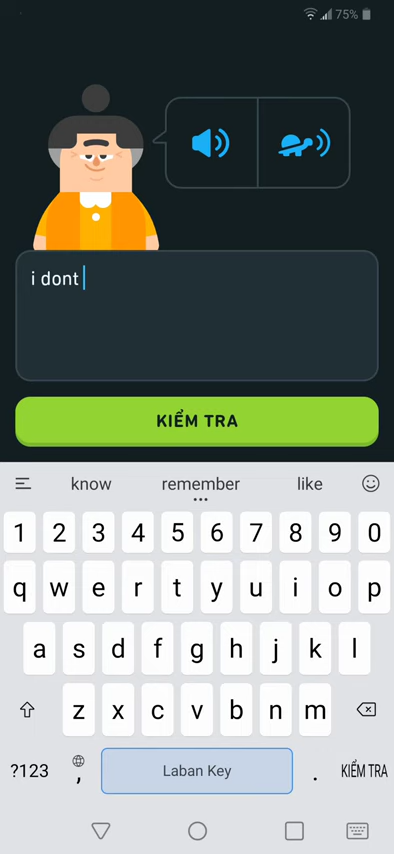 75%
i dont
KIỂM TRA
know remember like
1 2 3 4 5 6 7 8 9 0
q w e r t y u i o p
a s d f g h j k l
z x c v b n m
?123 , Laban Key . KIỂM TRA